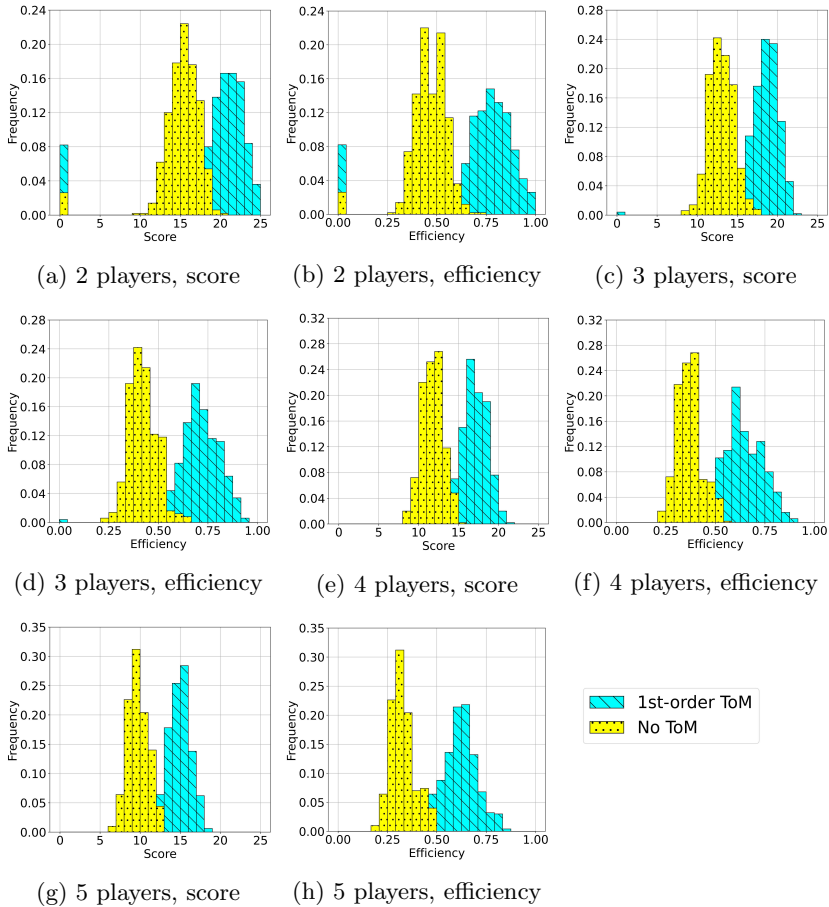 0.24
0.20
0.16
0.12
0.08
0.04
0.00
Frequency
0 5 10 15 20 25
Score
(a) 2 players, score
0.24
0.20
0.16
0.12
0.08
0.04
0.00
Frequency
0.00 0.25 0.50 0.75 1.00
Efficiency
(b) 2 players, efficiency
0.28
0.24
0.20
0.16
0.12
0.08
0.04
0.00
Frequency
0 5 10 15 20 25
Score
(c) 3 players, score
0.28
0.24
0.20
0.16
0.12
0.08
0.04
0.00
Frequency
0.00 0.25 0.50 0.75 1.00
Efficiency
(d) 3 players, efficiency
0.32
0.28
0.24
0.20
0.16
0.12
0.08
0.04
0.00
Frequency
0 5 10 15 20 25
Score
(e) 4 players, score
0.32
0.28
0.24
0.20
0.16
0.12
0.08
0.04
0.00
Frequency
0.00 0.25 0.50 0.75 1.00
Efficiency
(f) 4 players, efficiency
0.35
0.30
0.25
0.20
0.15
0.10
0.05
0.00
Frequency
0 5 10 15 20 25
Score
(g) 5 players, score
0.35
0.30
0.25
0.20
0.15
0.10
0.05
0.00
Frequency
0.00 0.25 0.50 0.75 1.00
Efficiency
(h) 5 players, efficiency
1st-order ToM
No ToM